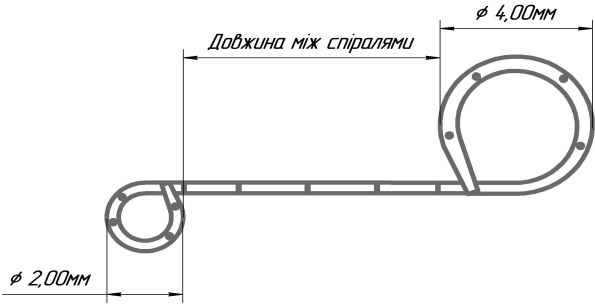 ϕ 4,00мм
Довжина між спіралями
ϕ 2,00мм